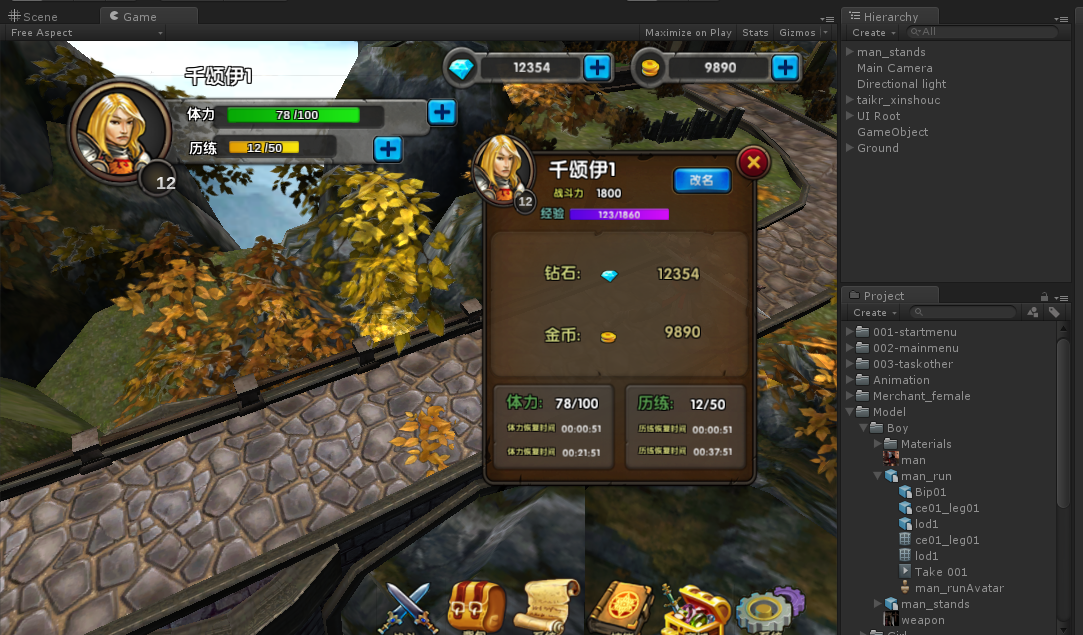 Scene
Game
Free Aspect
Maximize on Play
Stats
Gizmos
千颂伊1
体力
78 /100
历练
12 /50
12
12354
9890
千颂伊1
改名
战斗力 1800
12
经验 123/1860
钻石: 12354
金币: 9890
体力: 78/100
体力恢复时间 00:00:51
体力恢复时间 00:21:51
历练: 12/50
历练恢复时间 00:00:51
历练恢复时间 00:37:51
Hierarchy
Create
All
man_stands
Main Camera
Directional light
taikr_xinshouc
UI Root
GameObject
Ground
Project
Create
001-startmenu
002-mainmenu
003-taskother
Animation
Merchant_female
Model
Boy
Materials
man
man_run
Bip01
ce01_leg01
lod1
ce01_leg01
lod1
Take 001
man_runAvatar
man_stands
weapon